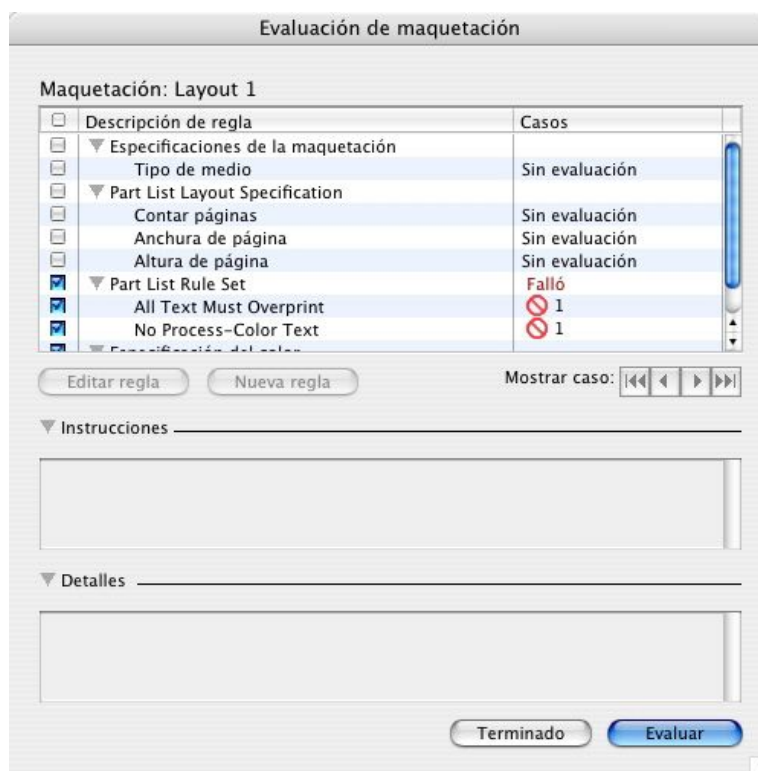 Evaluación de maquetación
Maquetación: Layout 1
Descripción de regla Casos
Especificaciones de la maquetación
Tipo de medio Sin evaluación
Part List Layout Specification
Contar páginas Sin evaluación
Anchura de página Sin evaluación
Altura de página Sin evaluación
Part List Rule Set Falló
All Text Must Overprint 1
No Process-Color Text 1
Especificación del color
Editar regla Nueva regla Mostrar caso:
Instrucciones
Detalles
Terminado Evaluar